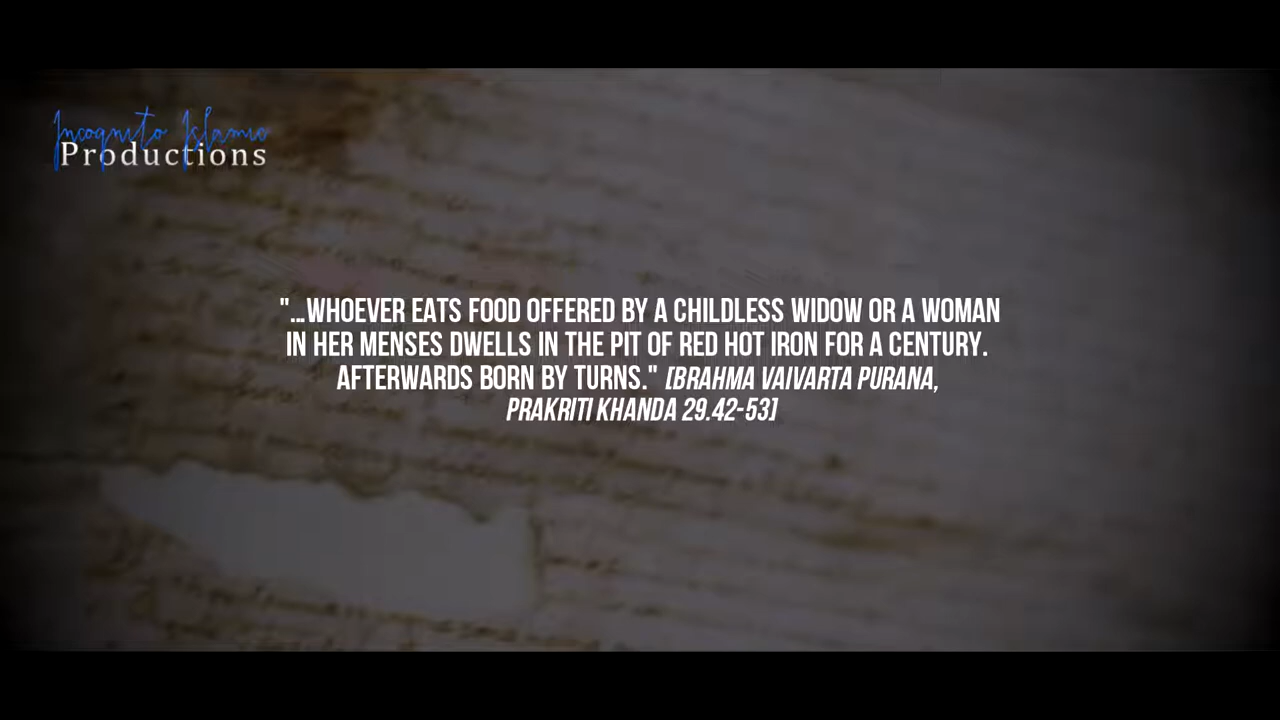 Incognito Islamic
Productions
"...WHOEVER EATS FOOD OFFERED BY A CHILDLESS WIDOW OR A WOMAN
IN HER MENSES DWELLS IN THE PIT OF RED HOT IRON FOR A CENTURY.
AFTERWARDS BORN BY TURNS." [BRAHMA VAIVARTA PURANA,
PRAKRITI KHANDA 29.42-53]